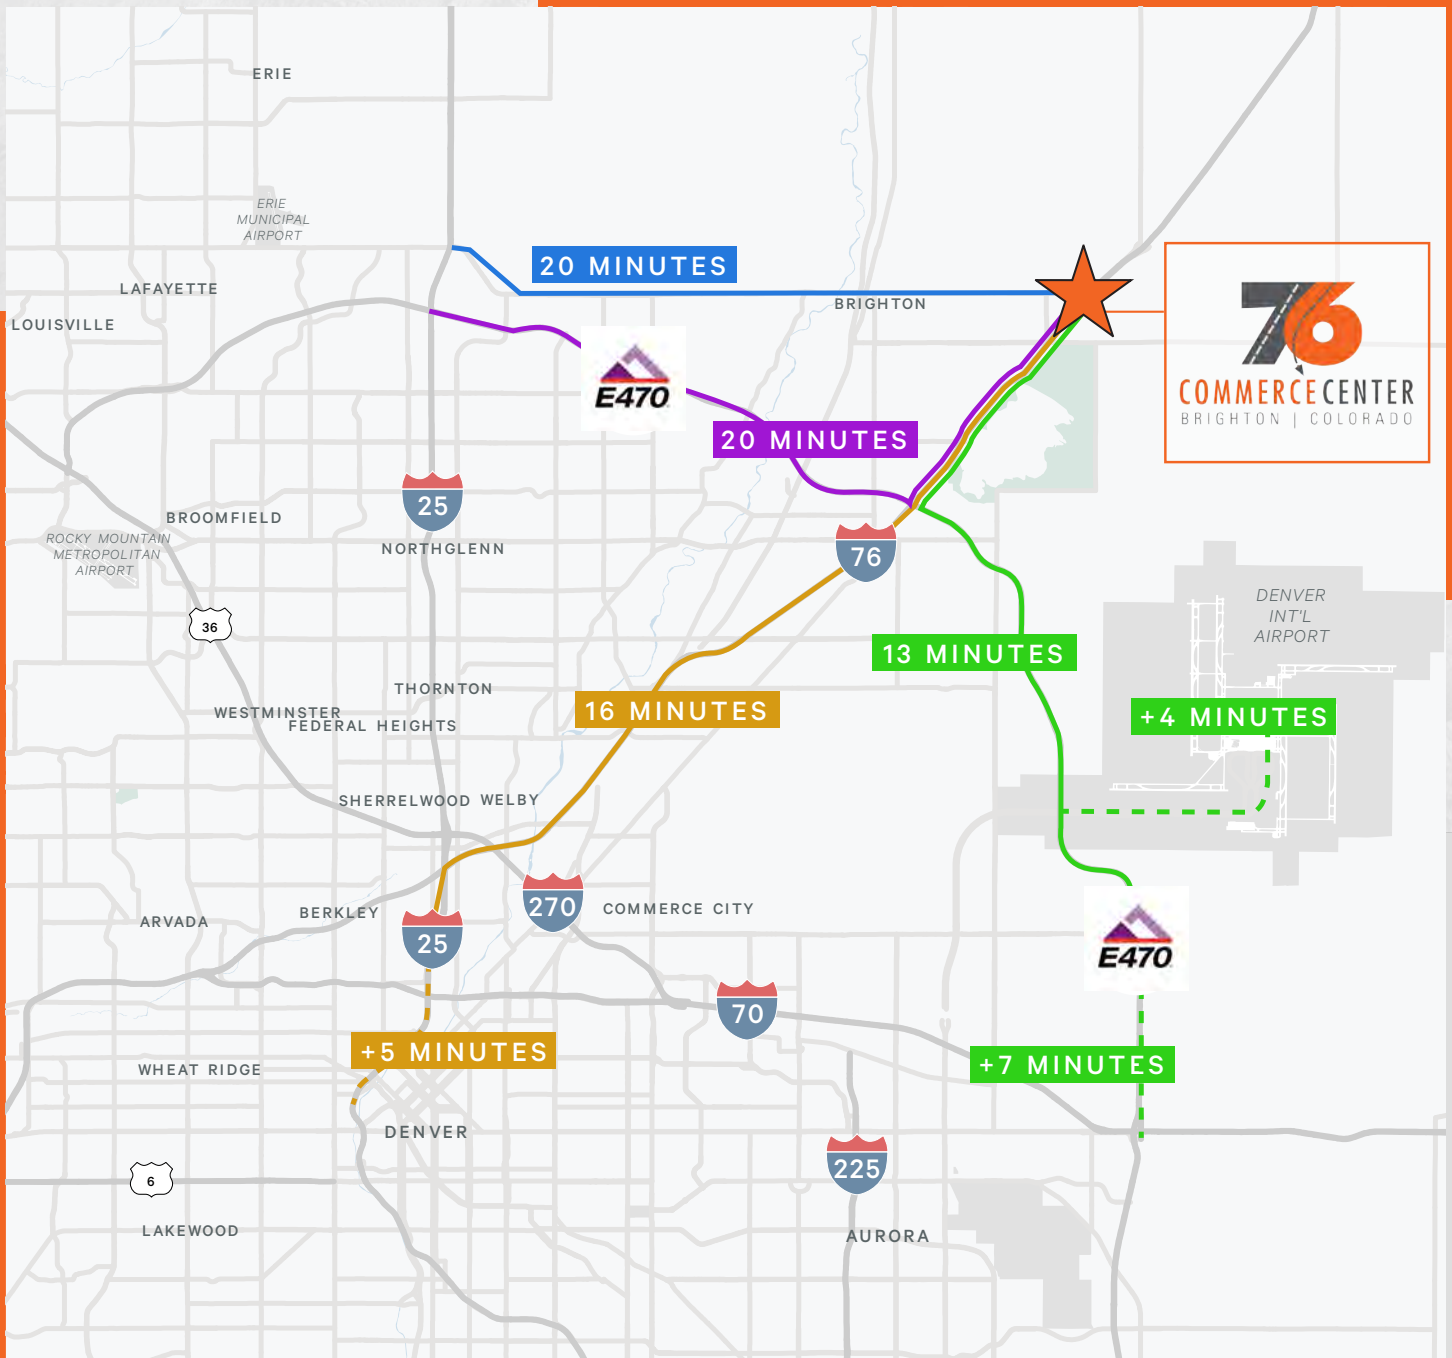 ERIE
ERIE
MUNICIPAL
AIRPORT
20 MINUTES
LAFAYETTE
BRIGHTON
LOUISVILLE
76
COMMERCE CENTER
BRIGHTON | COLORADO
E470
20 MINUTES
25
BROOMFIELD
ROCKY MOUNTAIN
METROPOLITAN
AIRPORT
NORTHGLENN
76
DENVER
INT'L
AIRPORT
36
13 MINUTES
THORNTON
WESTMINSTER
FEDERAL HEIGHTS
16 MINUTES
+4 MINUTES
SHERRELWOOD
WELBY
270
COMMERCE CITY
BERKLEY
ARVADA
25
E470
70
+5 MINUTES
+7 MINUTES
WHEAT RIDGE
DENVER
225
6
LAKEWOOD
AURORA